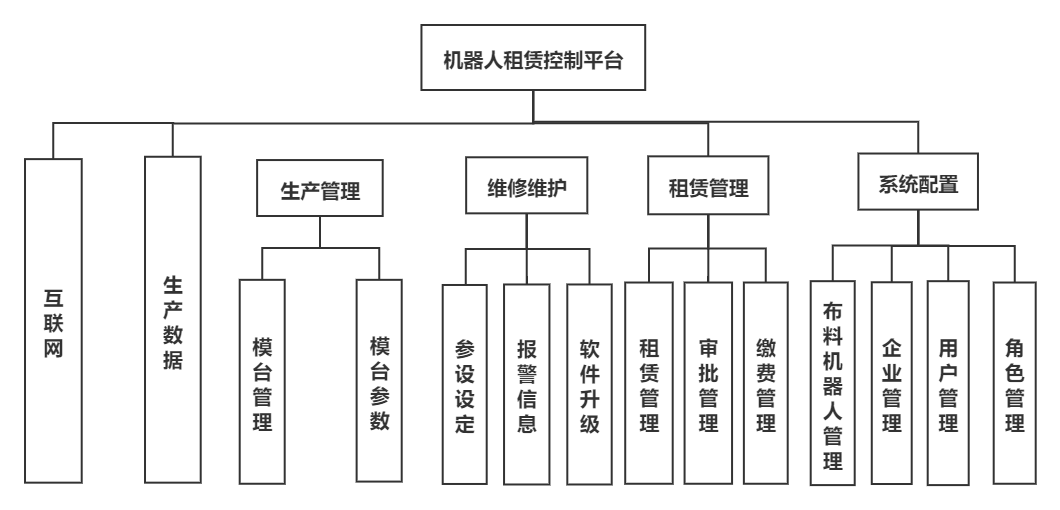 机器人租赁控制平台
互联网
生产数据
生产管理
维修维护
租赁管理
系统配置
模台管理
模台参数
参设设定
报警信息
软件升级
租赁管理
审批管理
缴费管理
布料机器人管理
企业管理
用户管理
角色管理